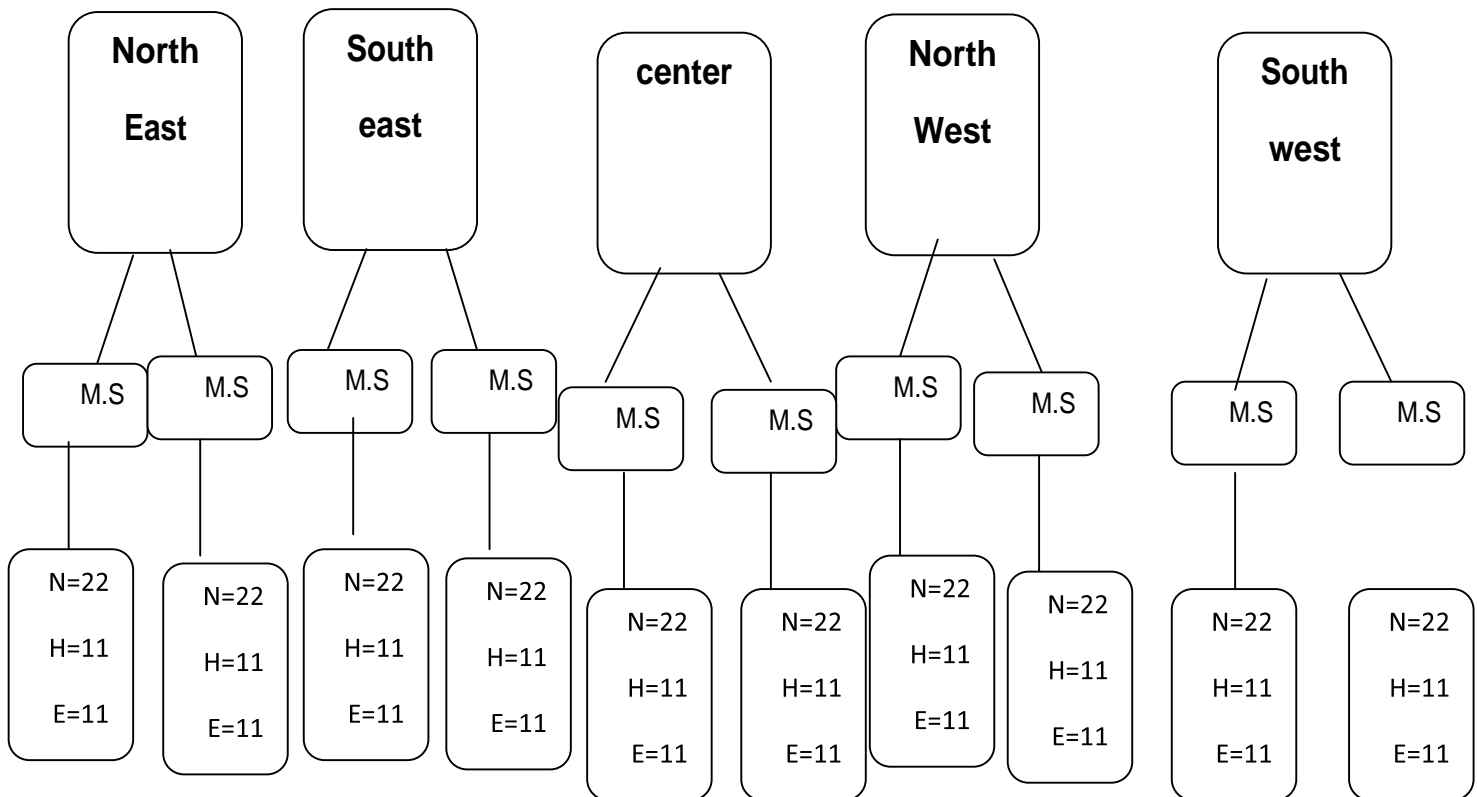 North
East
South
east
center
North
West
South
west
M.S
M.S
M.S
M.S
M.S
M.S
M.S
M.S
M.S
M.S
N=22
H=11
E=11
N=22
H=11
E=11
N=22
H=11
E=11
N=22
H=11
E=11
N=22
H=11
E=11
N=22
H=11
E=11
N=22
H=11
E=11
N=22
H=11
E=11
N=22
H=11
E=11
N=22
H=11
E=11